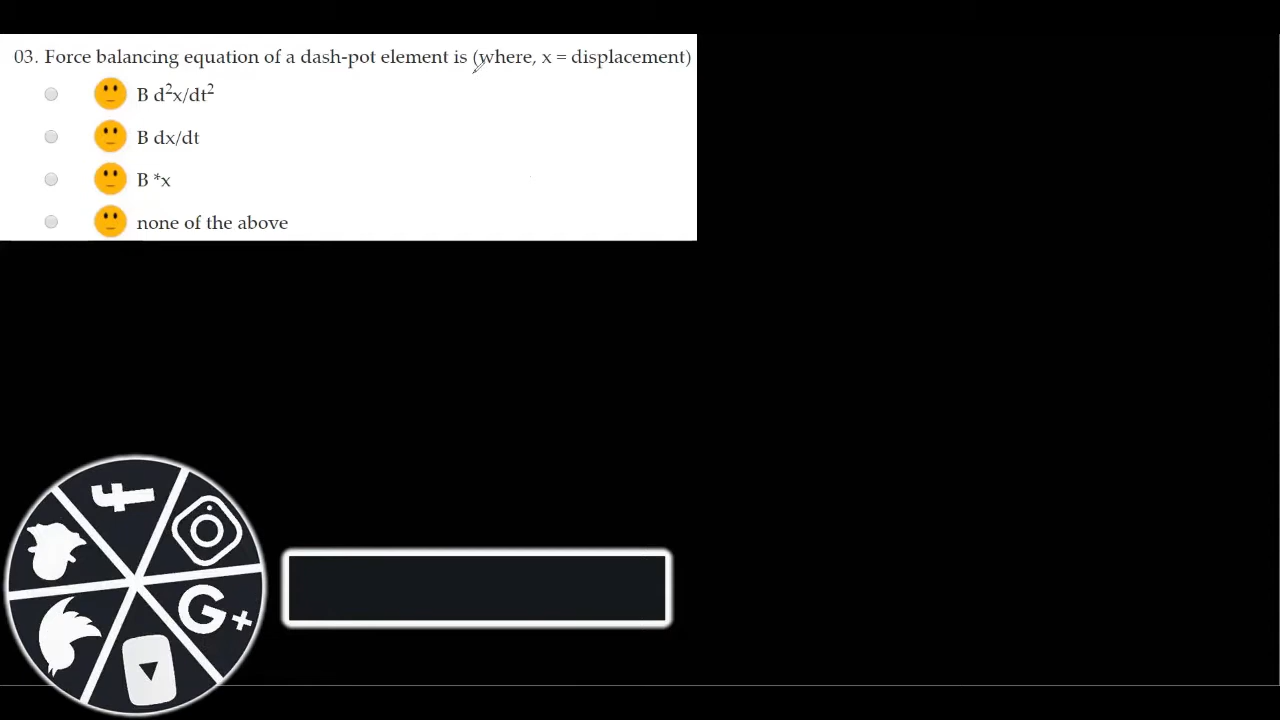 03. Force balancing equation of a dash-pot element is (where, x = displacement)
B d²x/dt²
B dx/dt
B *x
none of the above
G+